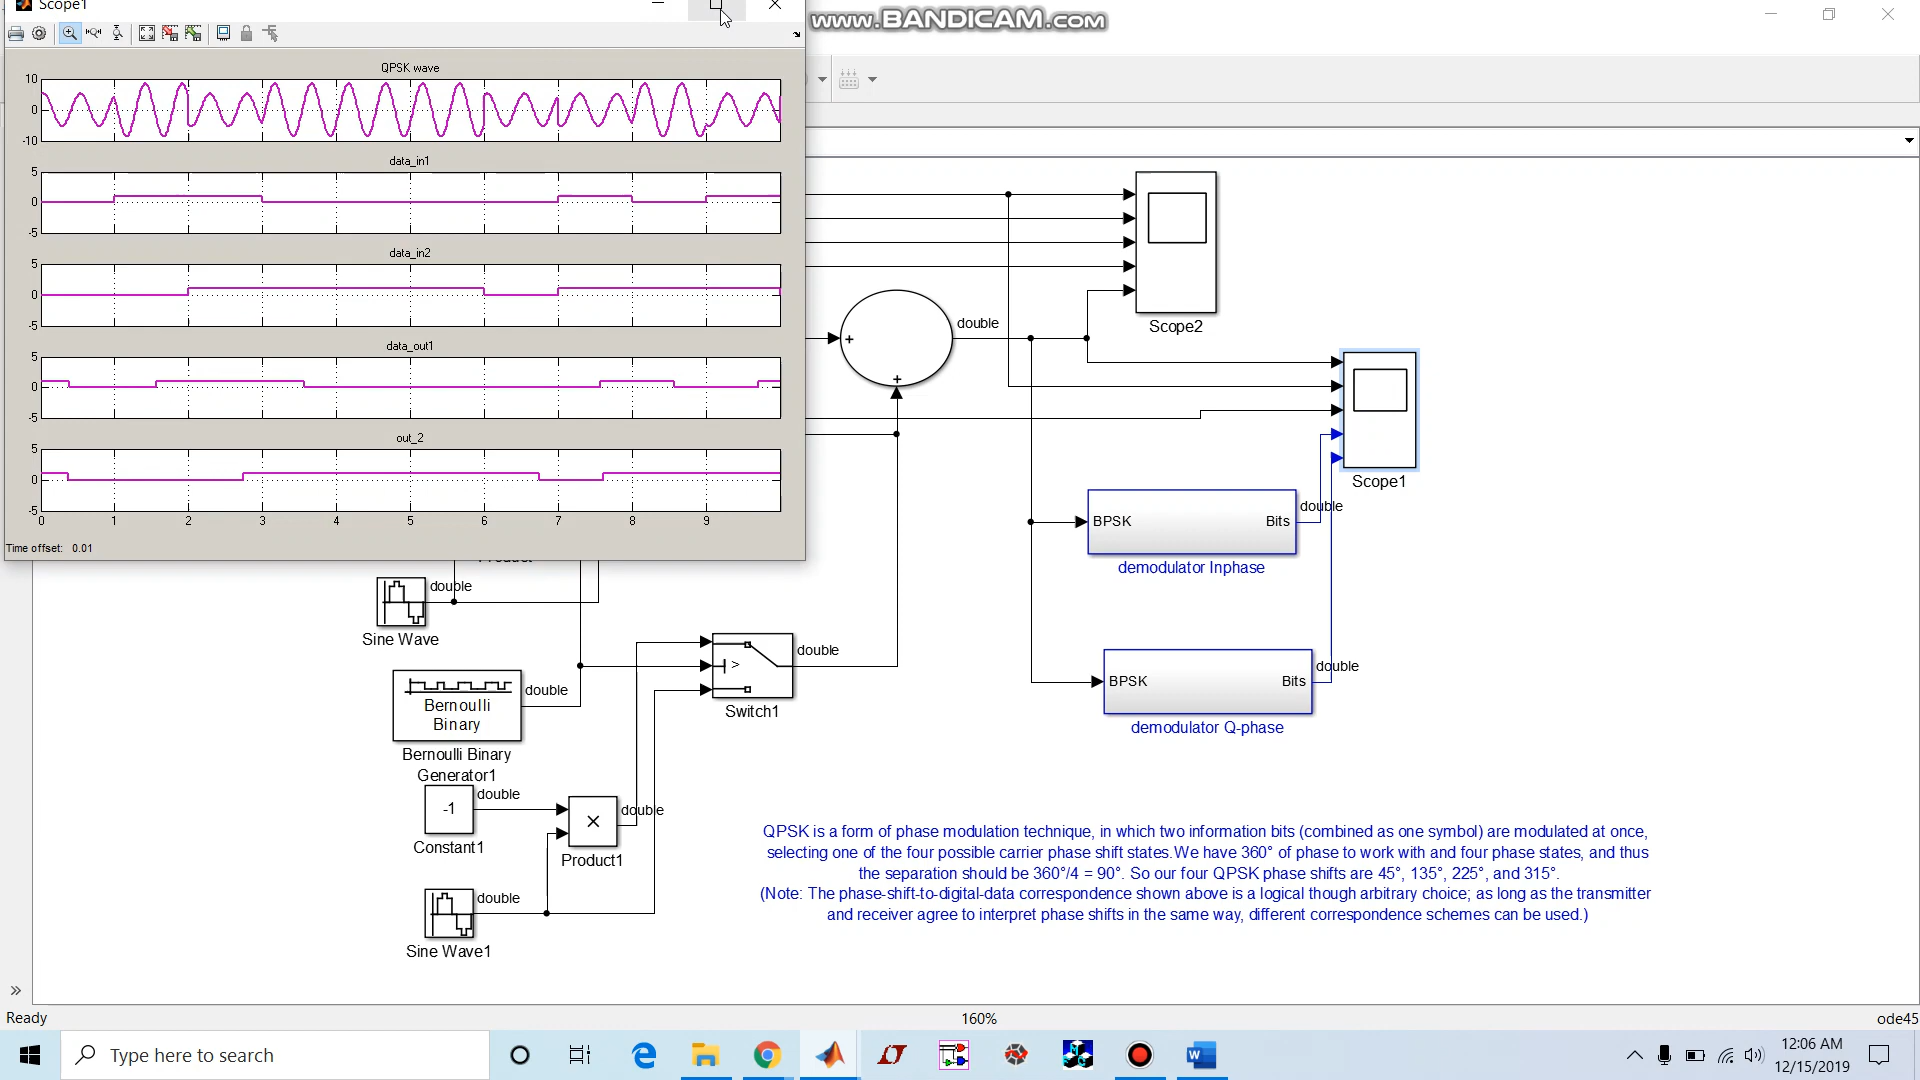 Scope1
www.BANDICAM.com
QPSK wave
10
0
-10
data_in1
5
0
-5
data_in2
5
0
-5
data_out1
5
0
-5
out_2
5
0
-5
0 1 2 3 4 5 6 7 8 9
Time offset: 0.01
Scope2
double
+
+
Scope1
double
BPSK Bits
demodulator Inphase
double
BPSK Bits
demodulator Q-phase
double
Sine Wave
double
>
Switch1
double
Bernoulli
Binary
Bernoulli Binary
Generator1
double
-1
Constant1
double
×
Product1
double
Sine Wave1
QPSK is a form of phase modulation technique, in which two information bits (combined as one symbol) are modulated at once,
selecting one of the four possible carrier phase shift states.We have 360° of phase to work with and four phase states, and thus
the separation should be 360°/4 = 90°. So our four QPSK phase shifts are 45°, 135°, 225°, and 315°.
(Note: The phase-shift-to-digital-data correspondence shown above is a logical though arbitrary choice; as long as the transmitter
and receiver agree to interpret phase shifts in the same way, different correspondence schemes can be used.)
»
Ready
160%
ode45
Type here to search
12:06 AM
12/15/2019